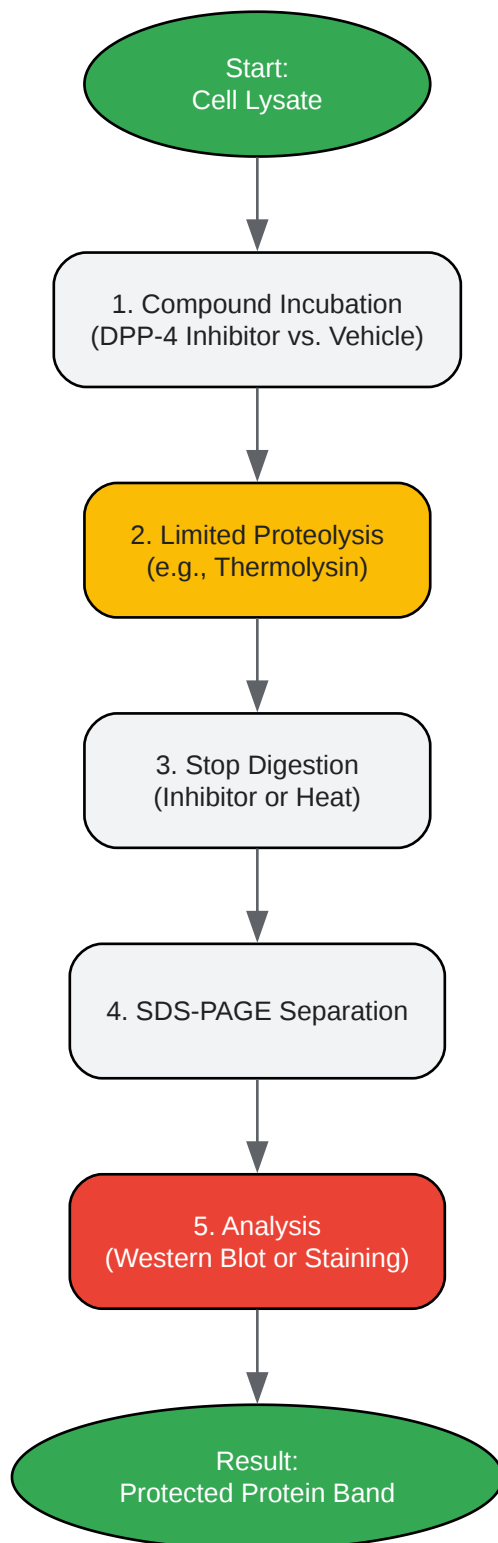 Start:
Cell Lysate
1. Compound Incubation
(DPP-4 Inhibitor vs. Vehicle)
2. Limited Proteolysis
(e.g., Thermolysin)
3. Stop Digestion
(Inhibitor or Heat)
4. SDS-PAGE Separation
5. Analysis
(Western Blot or Staining)
Result:
Protected Protein Band